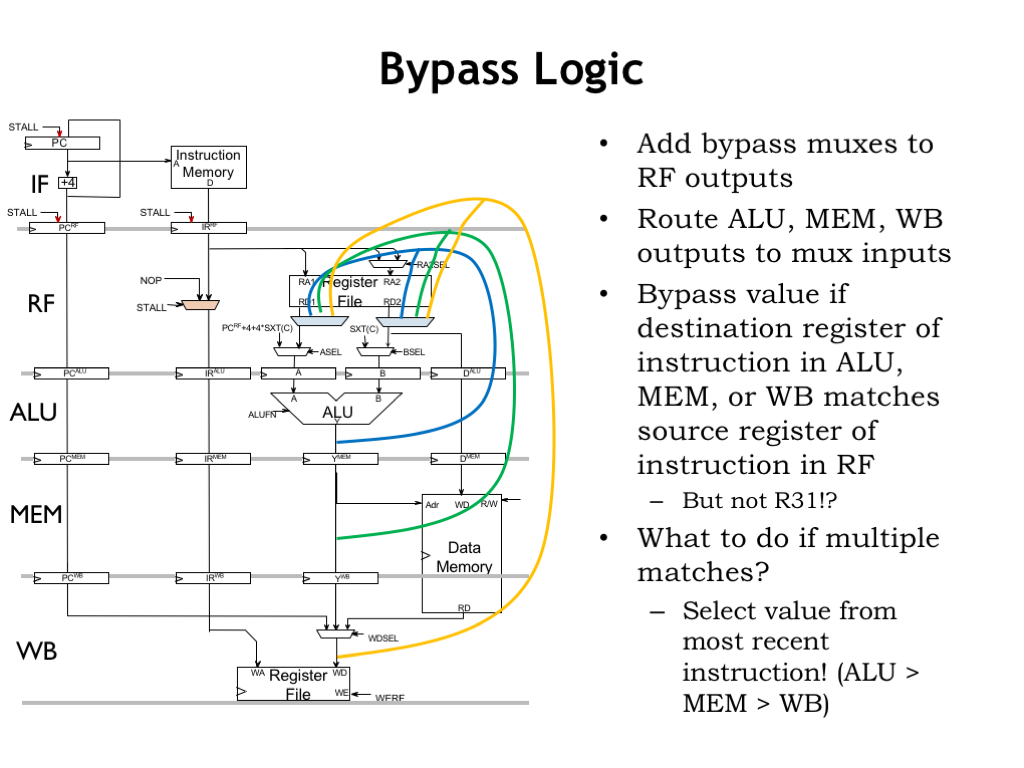 Bypass Logic
STALL
PC
Instruction
Memory
A
D
IF
+4
STALL
STALL
PC^RF
IR^RF
RA2SEL
NOP
RA1
Register
RA2
File
RF
STALL
RD1
RD2
PC^RF+4+4*SXT(C)
SXT(C)
ASEL
BSEL
PC^ALU
IR^ALU
A
B
D^ALU
A
B
ALU
ALUFN
ALU
Y
PC^MEM
IR^MEM
Y^MEM
D^MEM
MEM
Adr
WD
R/W
Data
Memory
PC^WB
IR^WB
Y^WB
RD
WDSEL
WB
WA
Register
WD
File
WE
WERF
• Add bypass muxes to
RF outputs
• Route ALU, MEM, WB
outputs to mux inputs
• Bypass value if
destination register of
instruction in ALU,
MEM, or WB matches
source register of
instruction in RF
– But not R31!?
• What to do if multiple
matches?
– Select value from
most recent
instruction! (ALU >
MEM > WB)